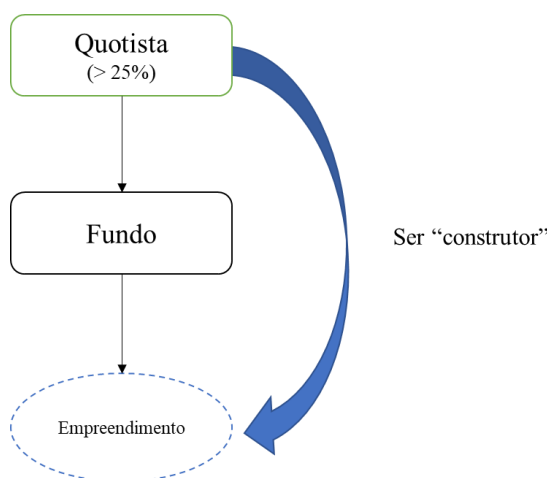 Quotista
(> 25%)
Fundo
Ser “construtor”
Empreendimento